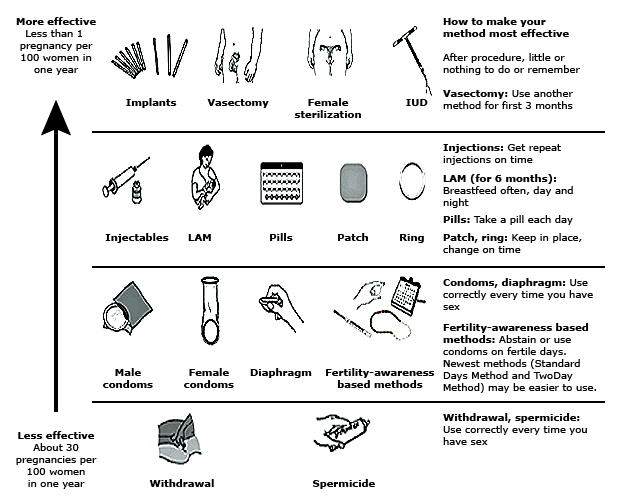 More effective
Less than 1
pregnancy per
100 women in
one year
Implants
Vasectomy
Female
sterilization
IUD
How to make your
method most effective
After procedure, little or
nothing to do or remember
Vasectomy: Use another
method for first 3 months
Injectables
LAM
Pills
Patch
Ring
Injections: Get repeat
injections on time
LAM (for 6 months):
Breastfeed often, day and
night
Pills: Take a pill each day
Patch, ring: Keep in place,
change on time
Male
condoms
Female
condoms
Diaphragm
Fertility-awareness
based methods
Condoms, diaphragm: Use
correctly every time you have
sex
Fertility-awareness based
methods: Abstain or use
condoms on fertile days.
Newest methods (Standard
Days Method and TwoDay
Method) may be easier to use.
Less effective
About 30
pregnancies per
100 women
in one year
Withdrawal
Spermicide
Withdrawal, spermicide:
Use correctly every time you
have sex